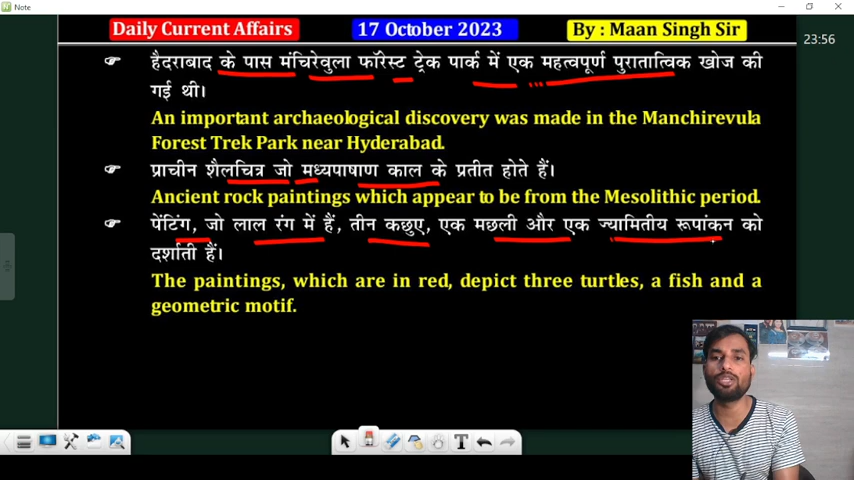 Note
Daily Current Affairs 17 October 2023 By : Maan Singh Sir
23:56
हैदराबाद के पास मंचिरेवुला फॉरेस्ट ट्रेक पार्क में एक महत्वपूर्ण पुरातात्विक खोज की
गई थी।
An important archaeological discovery was made in the Manchirevula
Forest Trek Park near Hyderabad.
प्राचीन शैलचित्र जो मध्यपाषाण काल के प्रतीत होते हैं।
Ancient rock paintings which appear to be from the Mesolithic period.
पेंटिंग, जो लाल रंग में हैं, तीन कछुए, एक मछली और एक ज्यामितीय रूपांकन को
दर्शाती हैं।
The paintings, which are in red, depict three turtles, a fish and a
geometric motif.